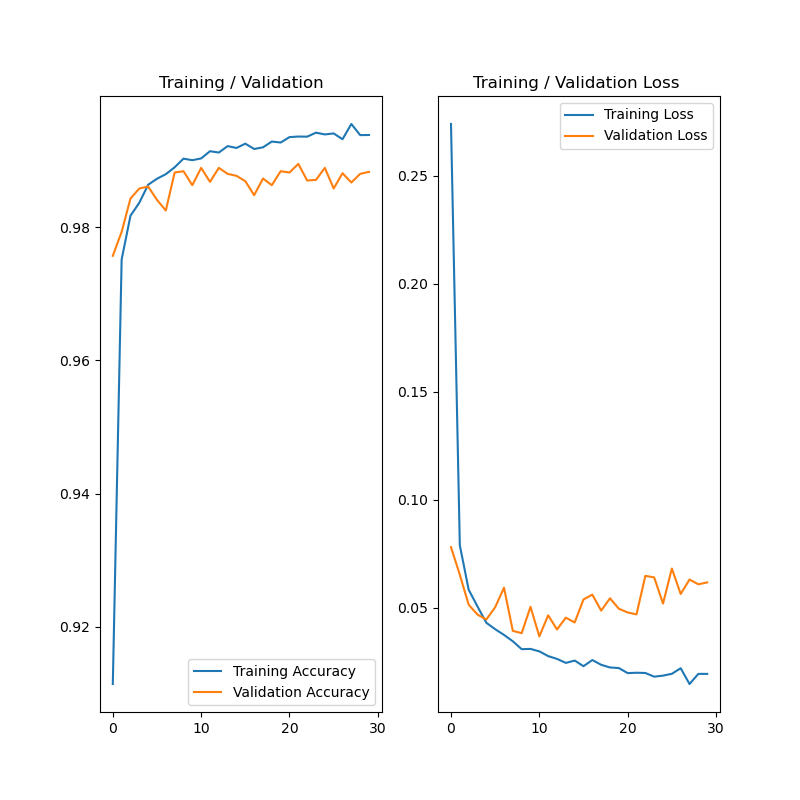 Training / Validation
0.98
0.96
0.94
0.92
0
10
20
30
Training Accuracy
Validation Accuracy
Training / Validation Loss
0.25
0.20
0.15
0.10
0.05
0
10
20
30
Training Loss
Validation Loss